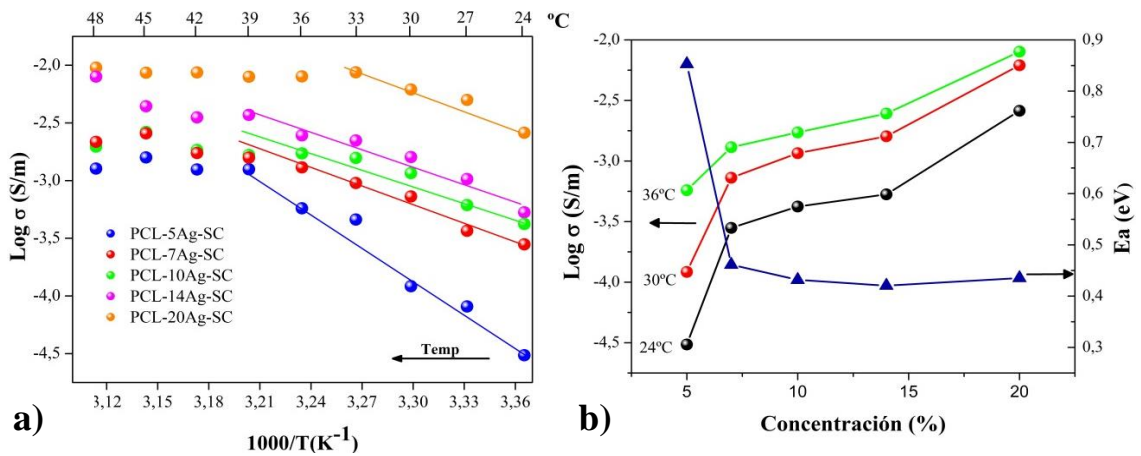 48 45 42 39 36 33 30 27 24 ºC
-2,0
-2,5
-3,0
-3,5
-4,0
-4,5
Log σ (S/m)
PCL-5Ag-SC
PCL-7Ag-SC
PCL-10Ag-SC
PCL-14Ag-SC
PCL-20Ag-SC
Temp
3,12 3,15 3,18 3,21 3,24 3,27 3,30 3,33 3,36
1000/T(K-1)
a)
-2,0
-2,5
-3,0
-3,5
-4,0
-4,5
Log σ (S/m)
36ºC
30ºC
24ºC
0,9
0,8
0,7
0,6
0,5
0,4
0,3
Ea (eV)
5 10 15 20
Concentración (%)
b)